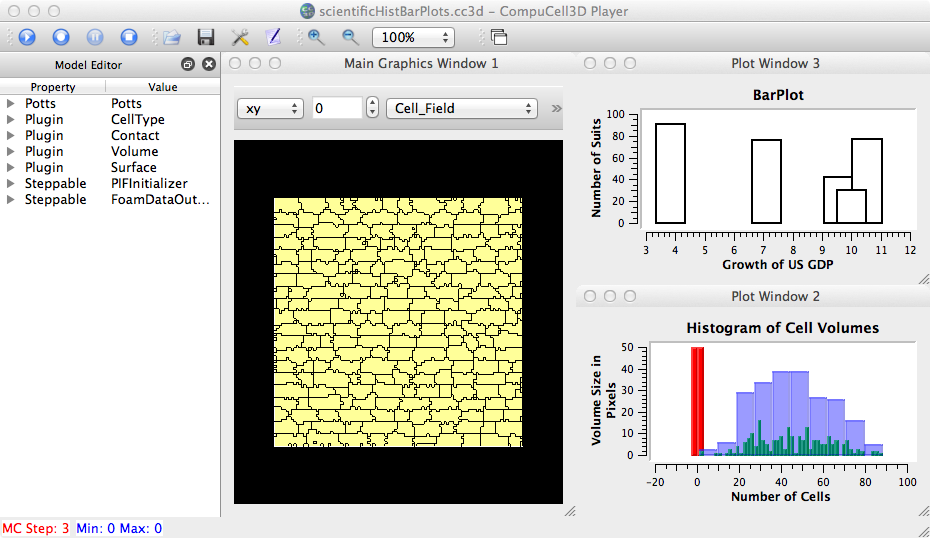 scientificHistBarPlots.cc3d – CompuCell3D Player
100%
Model Editor
Property Value
Potts Potts
Plugin CellType
Plugin Contact
Plugin Volume
Plugin Surface
Steppable PIFInitializer
Steppable FoamDataOut...
Main Graphics Window 1
xy 0 Cell_Field »
Plot Window 3
BarPlot
Number of Suits
100
80
60
40
20
0
3 4 5 6 7 8 9 10 11 12
Growth of US GDP
Plot Window 2
Histogram of Cell Volumes
Volume Size in
Pixels
50
40
30
20
10
0
-20 0 20 40 60 80 100
Number of Cells
MC Step: 3 Min: 0 Max: 0